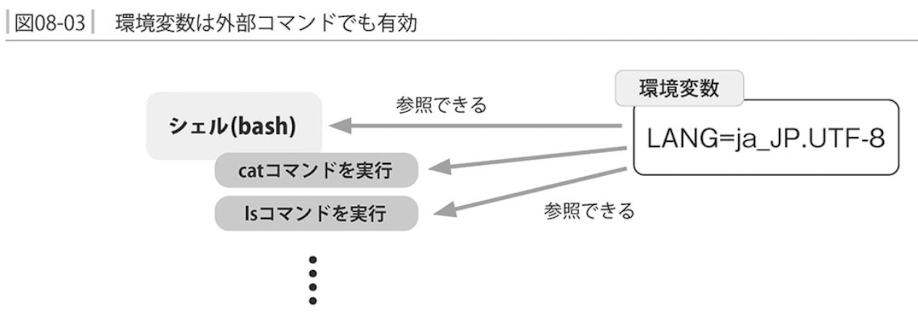 図08-03 環境変数は外部コマンドでも有効
環境変数
LANG=ja_JP.UTF-8
参照できる
シェル(bash)
catコマンドを実行
lsコマンドを実行
参照できる